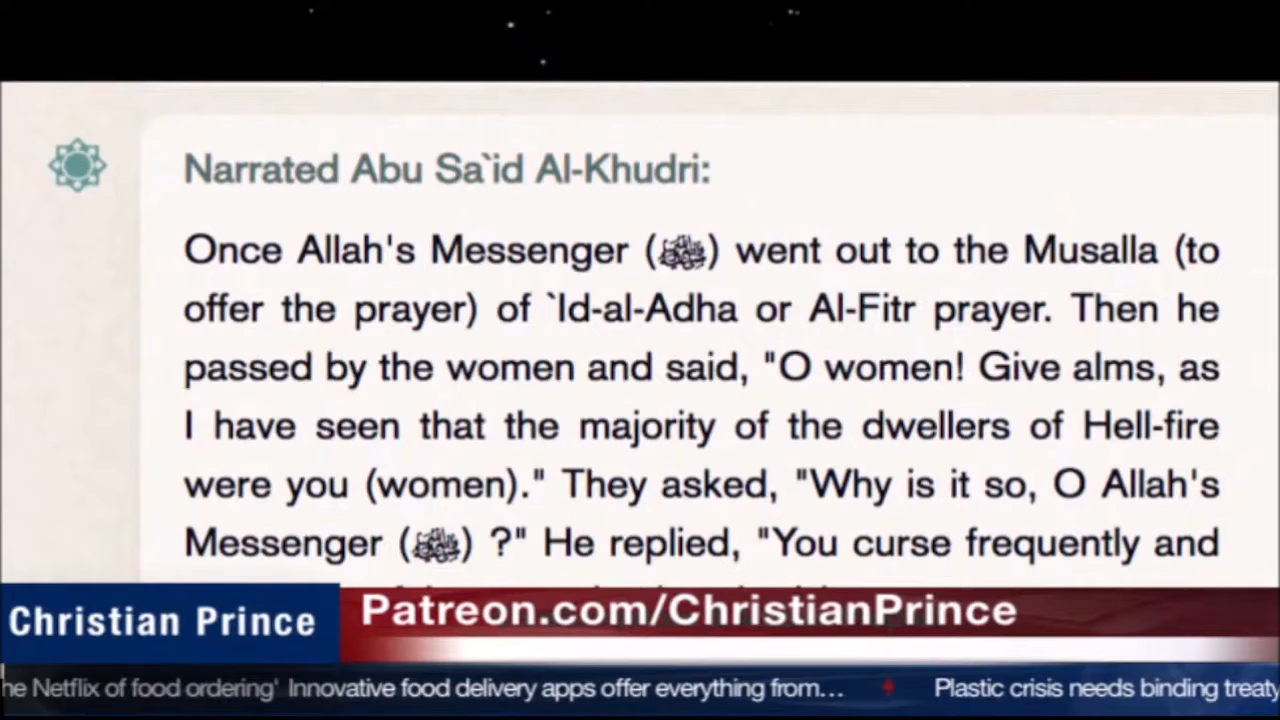 Narrated Abu Sa`id Al-Khudri:
Once Allah's Messenger (ﷺ) went out to the Musalla (to
offer the prayer) of `Id-al-Adha or Al-Fitr prayer. Then he
passed by the women and said, "O women! Give alms, as
I have seen that the majority of the dwellers of Hell-fire
were you (women)." They asked, "Why is it so, O Allah's
Messenger (ﷺ) ?" He replied, "You curse frequently and
Christian Prince
Patreon.com/ChristianPrince
he Netflix of food ordering' Innovative food delivery apps offer everything from… Plastic crisis needs binding treaty